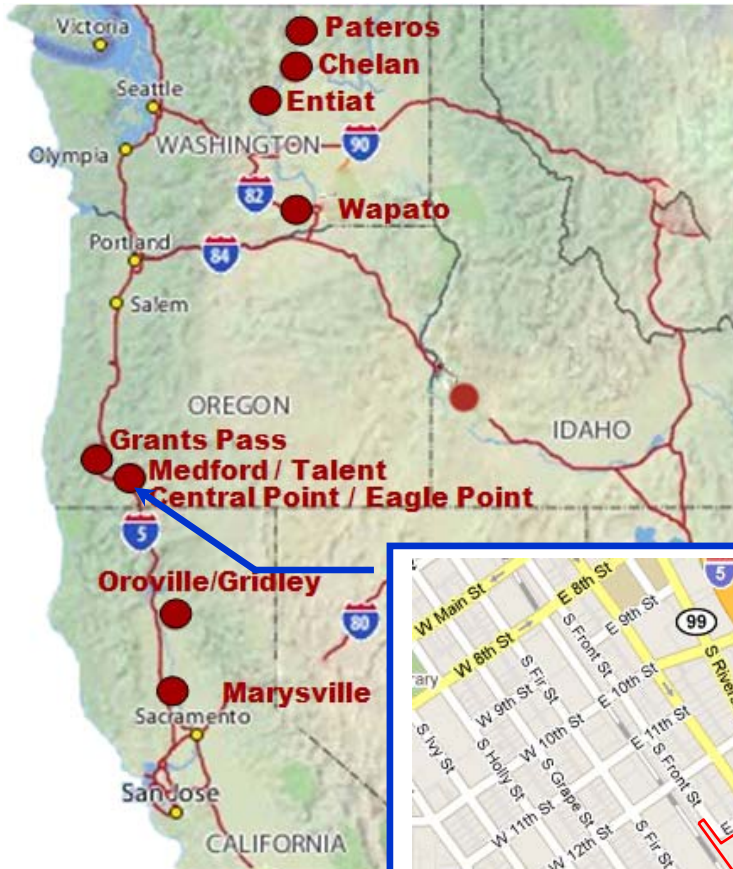 Victoria
Pateros
Chelan
Seattle
Entiat
Olympia
WASHINGTON
90
82
Wapato
Portland
84
Salem
OREGON
IDAHO
Grants Pass
Medford / Talent
Central Point / Eagle Point
5
Oroville/Gridley
80
Marysville
Sacramento
San Jose
CALIFORNIA
5
W Main St
E 8th St
99
W 8th St
S Front St
E 9th St
S Fir St
E 10th St
W 9th St
S Ivy St
W 10th St
E 11th St
S Holly St
S Grape St
S Front St
W 11th St
S Fir St
W 12th St